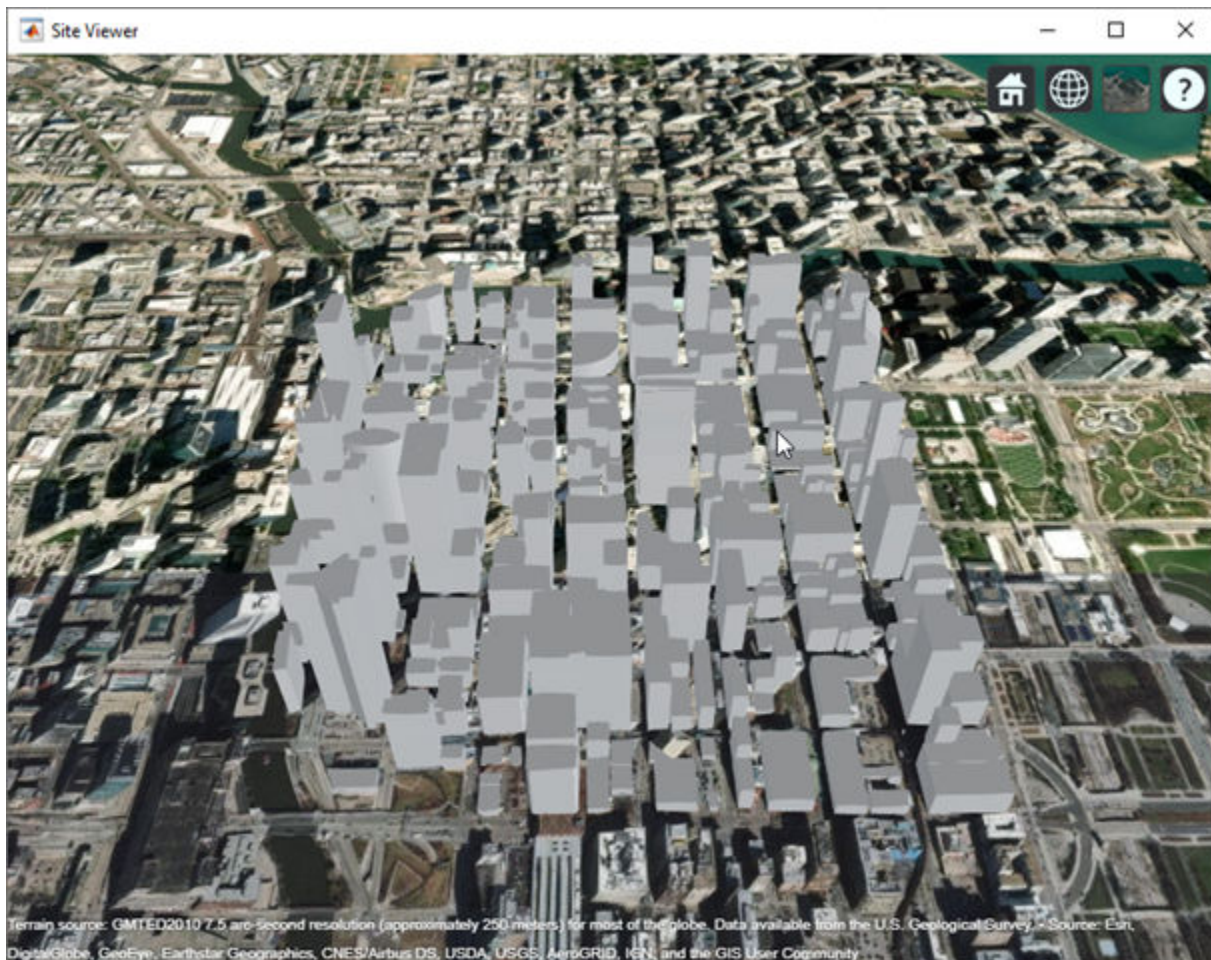 Site Viewer
?
Terrain source: GMTED2010 7.5 arc-second resolution (approximately 250 meters) for most of the globe. Data available from the U.S. Geological Survey. • Source: Esri,
DigitalGlobe, GeoEye, Earthstar Geographics, CNES/Airbus DS, USDA, USGS, AeroGRID, IGN, and the GIS User Community